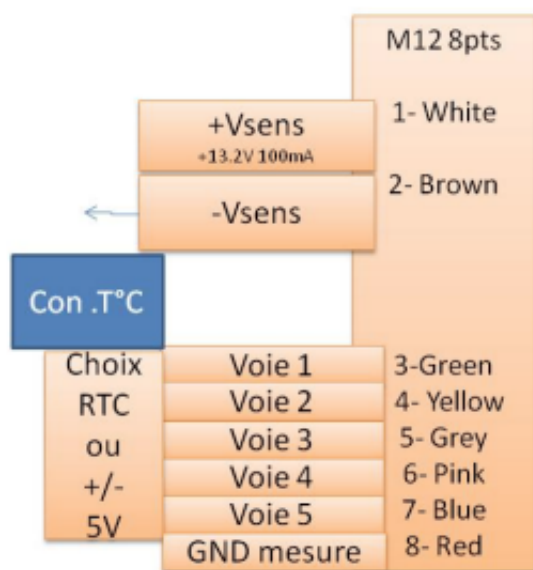 M12 8pts
+Vsens
+13.2V 100mA
1- White
-Vsens
2- Brown
Con .T°C
Choix
RTC
ou
+/-
5V
Voie 1
Voie 2
Voie 3
Voie 4
Voie 5
GND mesure
3-Green
4- Yellow
5- Grey
6- Pink
7- Blue
8- Red